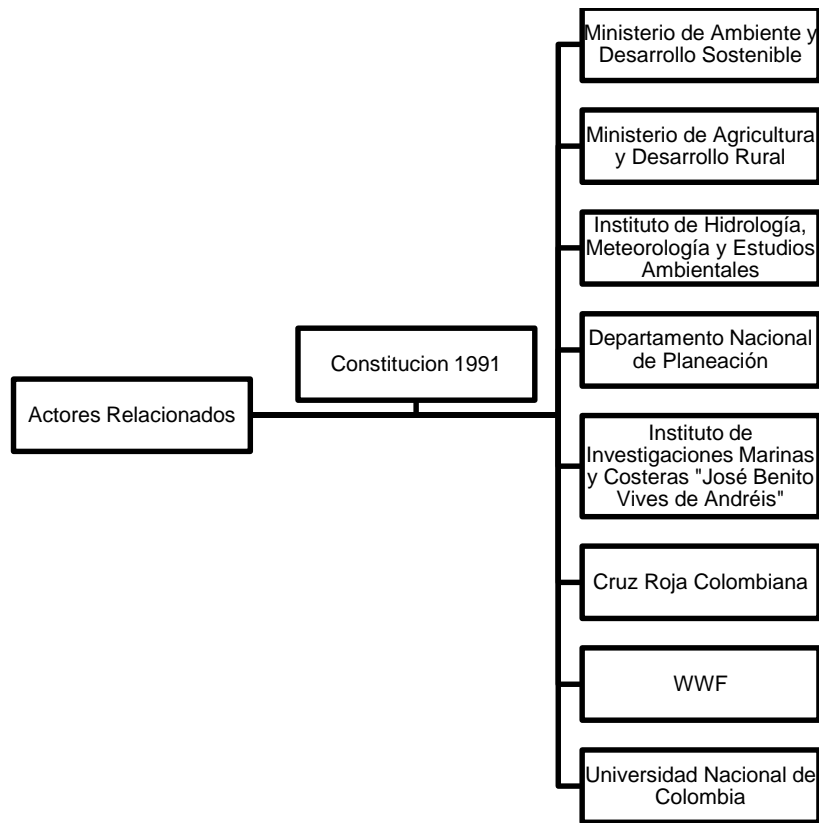 Actores Relacionados
Constitucion 1991
Ministerio de Ambiente y
Desarrollo Sostenible
Ministerio de Agricultura
y Desarrollo Rural
Instituto de Hidrología,
Meteorología y Estudios
Ambientales
Departamento Nacional
de Planeación
Instituto de
Investigaciones Marinas
y Costeras "José Benito
Vives de Andréis"
Cruz Roja Colombiana
WWF
Universidad Nacional de
Colombia